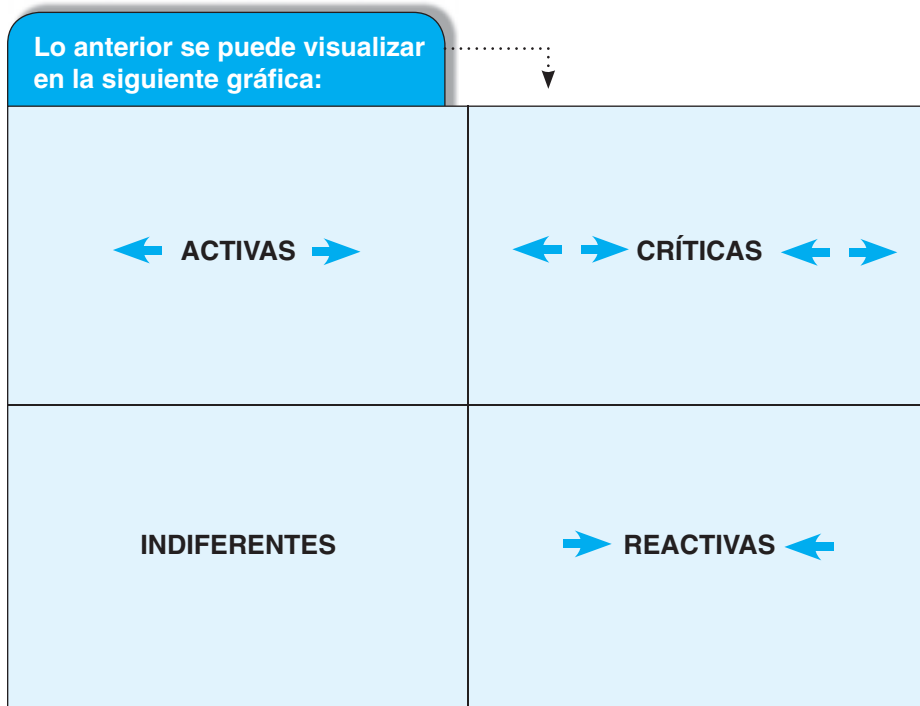 Lo anterior se puede visualizar
en la siguiente gráfica:
ACTIVAS
CRÍTICAS
INDIFERENTES
REACTIVAS